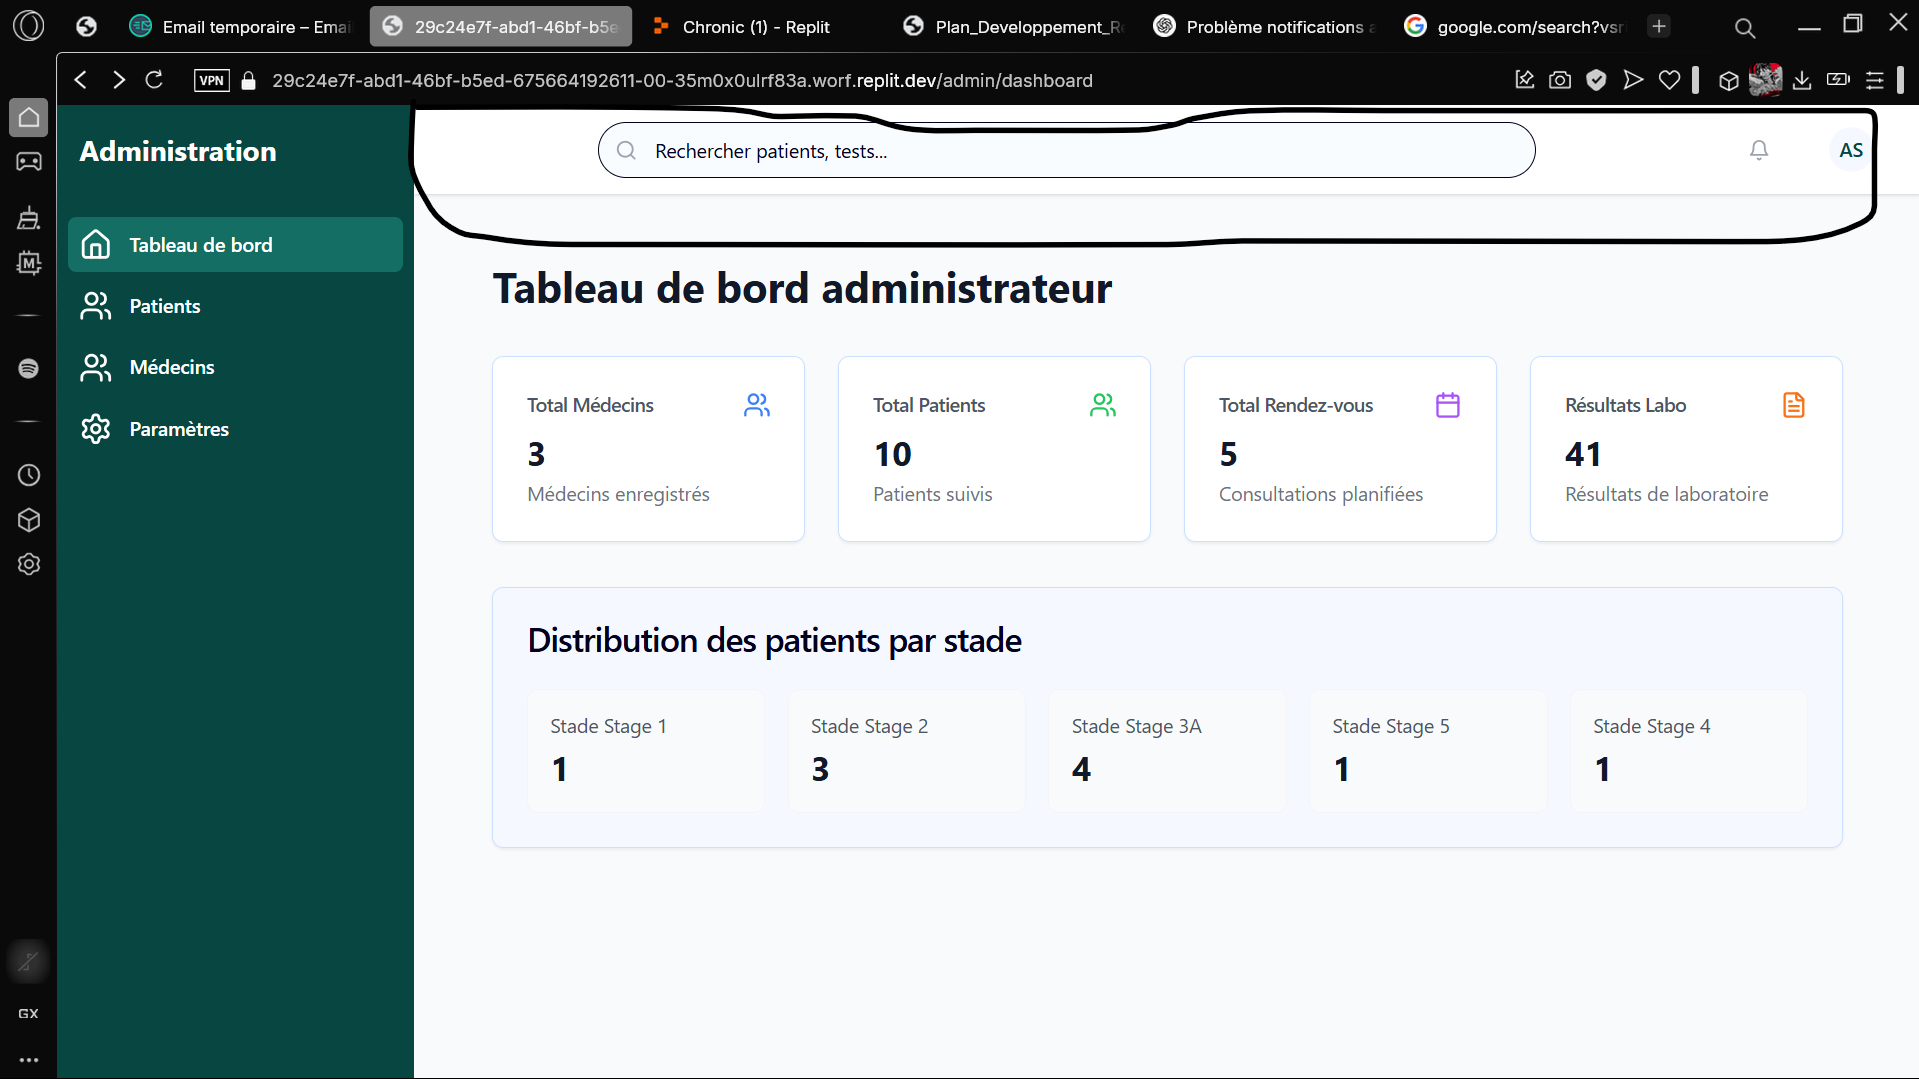 Email temporaire – Emai
29c24e7f-abd1-46bf-b5e
Chronic (1) - Replit
Plan_Developpement_Re
Problème notifications a
google.com/search?vsr
VPN
29c24e7f-abd1-46bf-b5ed-675664192611-00-35m0x0ulrf83a.worf.replit.dev/admin/dashboard
M
GX
Administration
Tableau de bord
Patients
Médecins
Paramètres
Rechercher patients, tests...
AS
Tableau de bord administrateur
Total Médecins
3
Médecins enregistrés
Total Patients
10
Patients suivis
Total Rendez-vous
5
Consultations planifiées
Résultats Labo
41
Résultats de laboratoire
Distribution des patients par stade
Stade Stage 1
1
Stade Stage 2
3
Stade Stage 3A
4
Stade Stage 5
1
Stade Stage 4
1